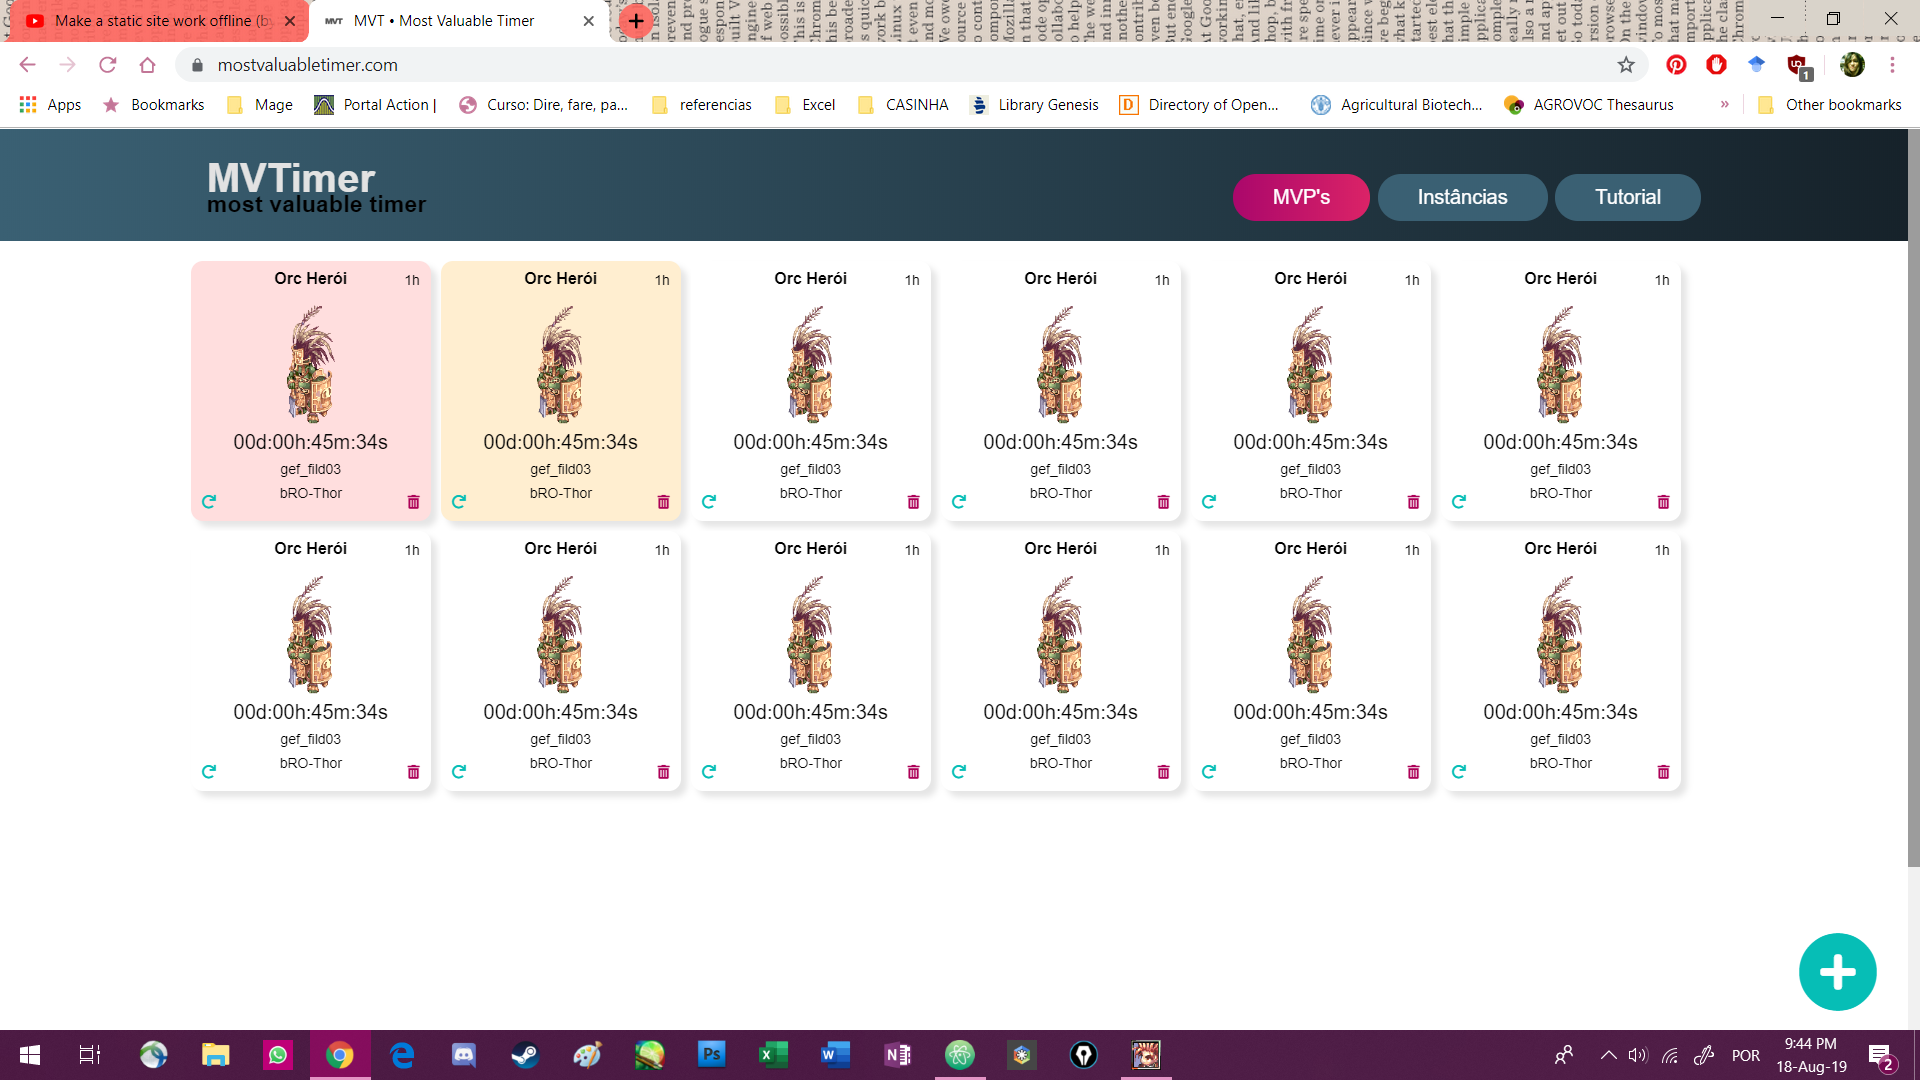 Make a static site work offline (b
MVT • Most Valuable Timer
mostvaluabletimer.com
1
Apps
Bookmarks
Mage
Portal Action |
Curso: Dire, fare, pa...
referencias
Excel
CASINHA
Library Genesis
Directory of Open...
Agricultural Biotech...
AGROVOC Thesaurus
»
Other bookmarks
MVTimer
most valuable timer
MVP's
Instâncias
Tutorial
Orc Herói 1h
00d:00h:45m:34s
gef_fild03
bRO-Thor
Orc Herói 1h
00d:00h:45m:34s
gef_fild03
bRO-Thor
Orc Herói 1h
00d:00h:45m:34s
gef_fild03
bRO-Thor
Orc Herói 1h
00d:00h:45m:34s
gef_fild03
bRO-Thor
Orc Herói 1h
00d:00h:45m:34s
gef_fild03
bRO-Thor
Orc Herói 1h
00d:00h:45m:34s
gef_fild03
bRO-Thor
Orc Herói 1h
00d:00h:45m:34s
gef_fild03
bRO-Thor
Orc Herói 1h
00d:00h:45m:34s
gef_fild03
bRO-Thor
Orc Herói 1h
00d:00h:45m:34s
gef_fild03
bRO-Thor
Orc Herói 1h
00d:00h:45m:34s
gef_fild03
bRO-Thor
Orc Herói 1h
00d:00h:45m:34s
gef_fild03
bRO-Thor
Orc Herói 1h
00d:00h:45m:34s
gef_fild03
bRO-Thor
POR
9:44 PM
18-Aug-19
2